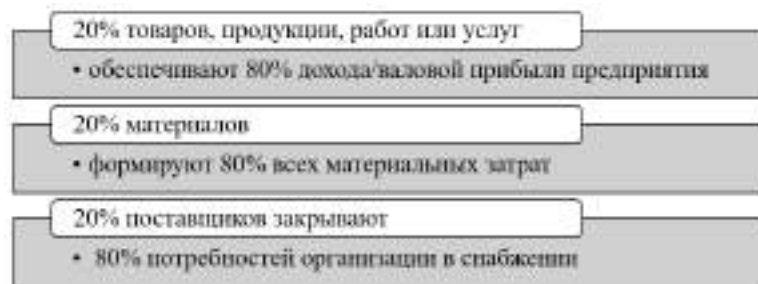 20% товаров, продукции, работ или услуг
• обеспечивают 80% дохода/валовой прибыли предприятия
20% материалов
• формируют 80% всех материальных затрат
20% поставщиков закрывают
• 80% потребностей организации в снабжении